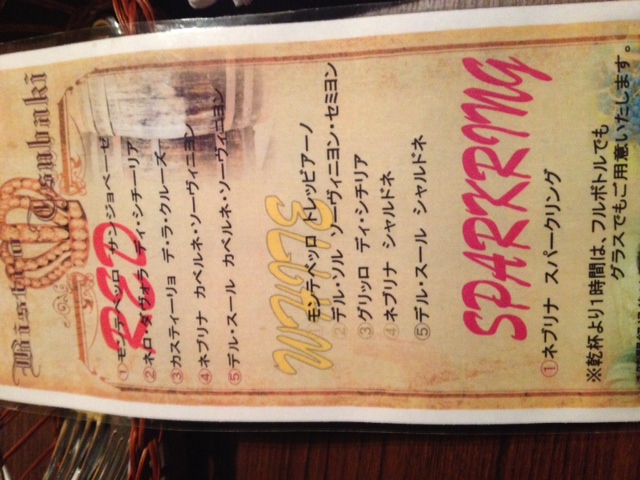 Bistro Tsubaki
RED
①モンテベッロ サンジョベーゼ
②ネロ・ダヴォラ ディ・シチーリア
③カスティーリョ デ・ラ・クルーズ
④ネブリナ カベルネ・ソーヴィニヨン
⑤デル・スール カベルネ・ソーヴィニヨン
WHITE
モンテベッロ トレッビアーノ
②デル・ソル ソーヴィニヨン・セミヨン
③グリッロ ディ・シチリア
④ネブリナ シャルドネ
⑤デル・スール シャルドネ
SPARKRING
①ネブリナ スパークリング
※乾杯より1時間は、フルボトルでも
グラスでもご用意いたします。